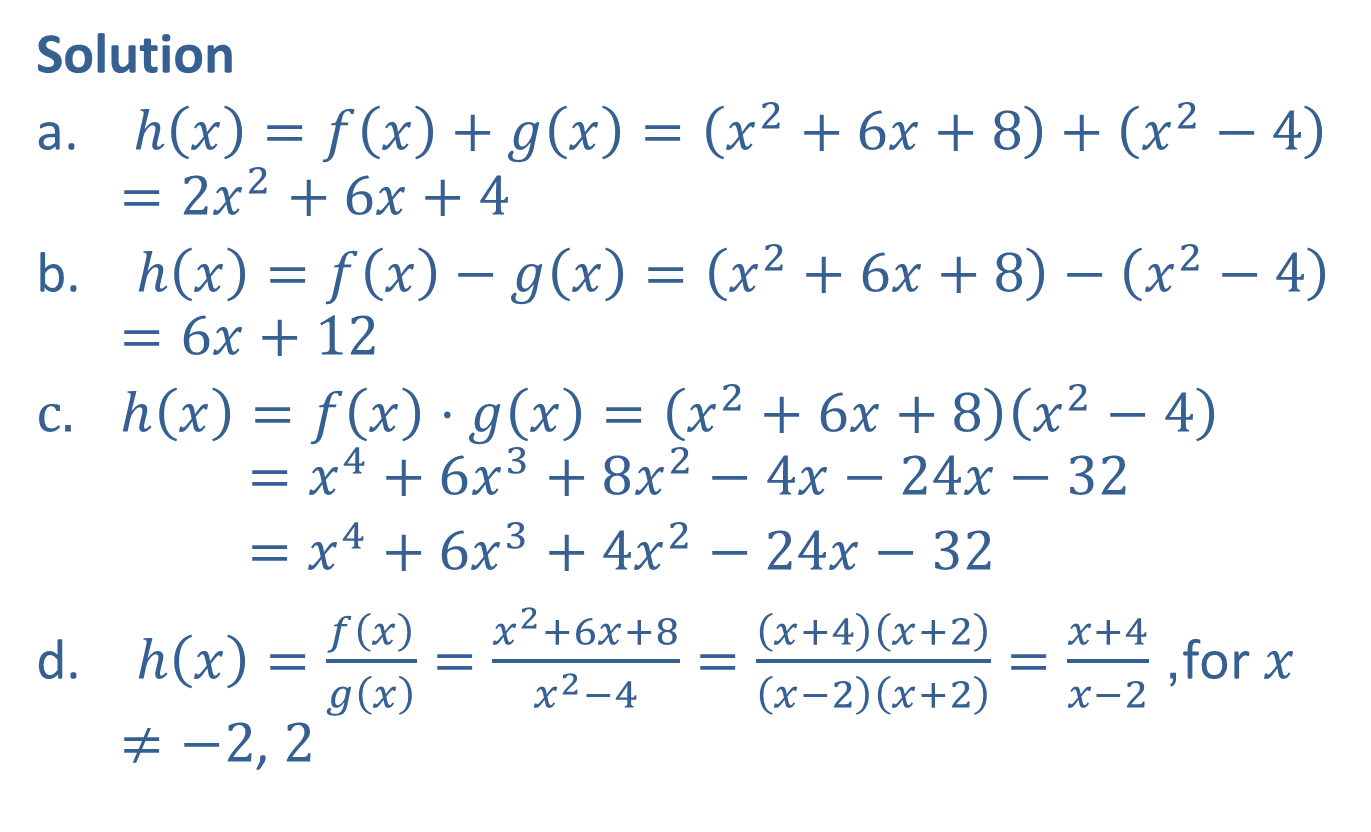 Solution
a. h(x) = f(x) + g(x) = (x² + 6x + 8) + (x² − 4)
= 2x² + 6x + 4
b. h(x) = f(x) − g(x) = (x² + 6x + 8) − (x² − 4)
= 6x + 12
c. h(x) = f(x) · g(x) = (x² + 6x + 8)(x² − 4)
= x⁴ + 6x³ + 8x² − 4x − 24x − 32
= x⁴ + 6x³ + 4x² − 24x − 32
d. h(x) = f(x)/g(x) = x²+6x+8/x²−4 = (x+4)(x+2)/(x−2)(x+2) = x+4/x−2 ,for x
≠ −2, 2